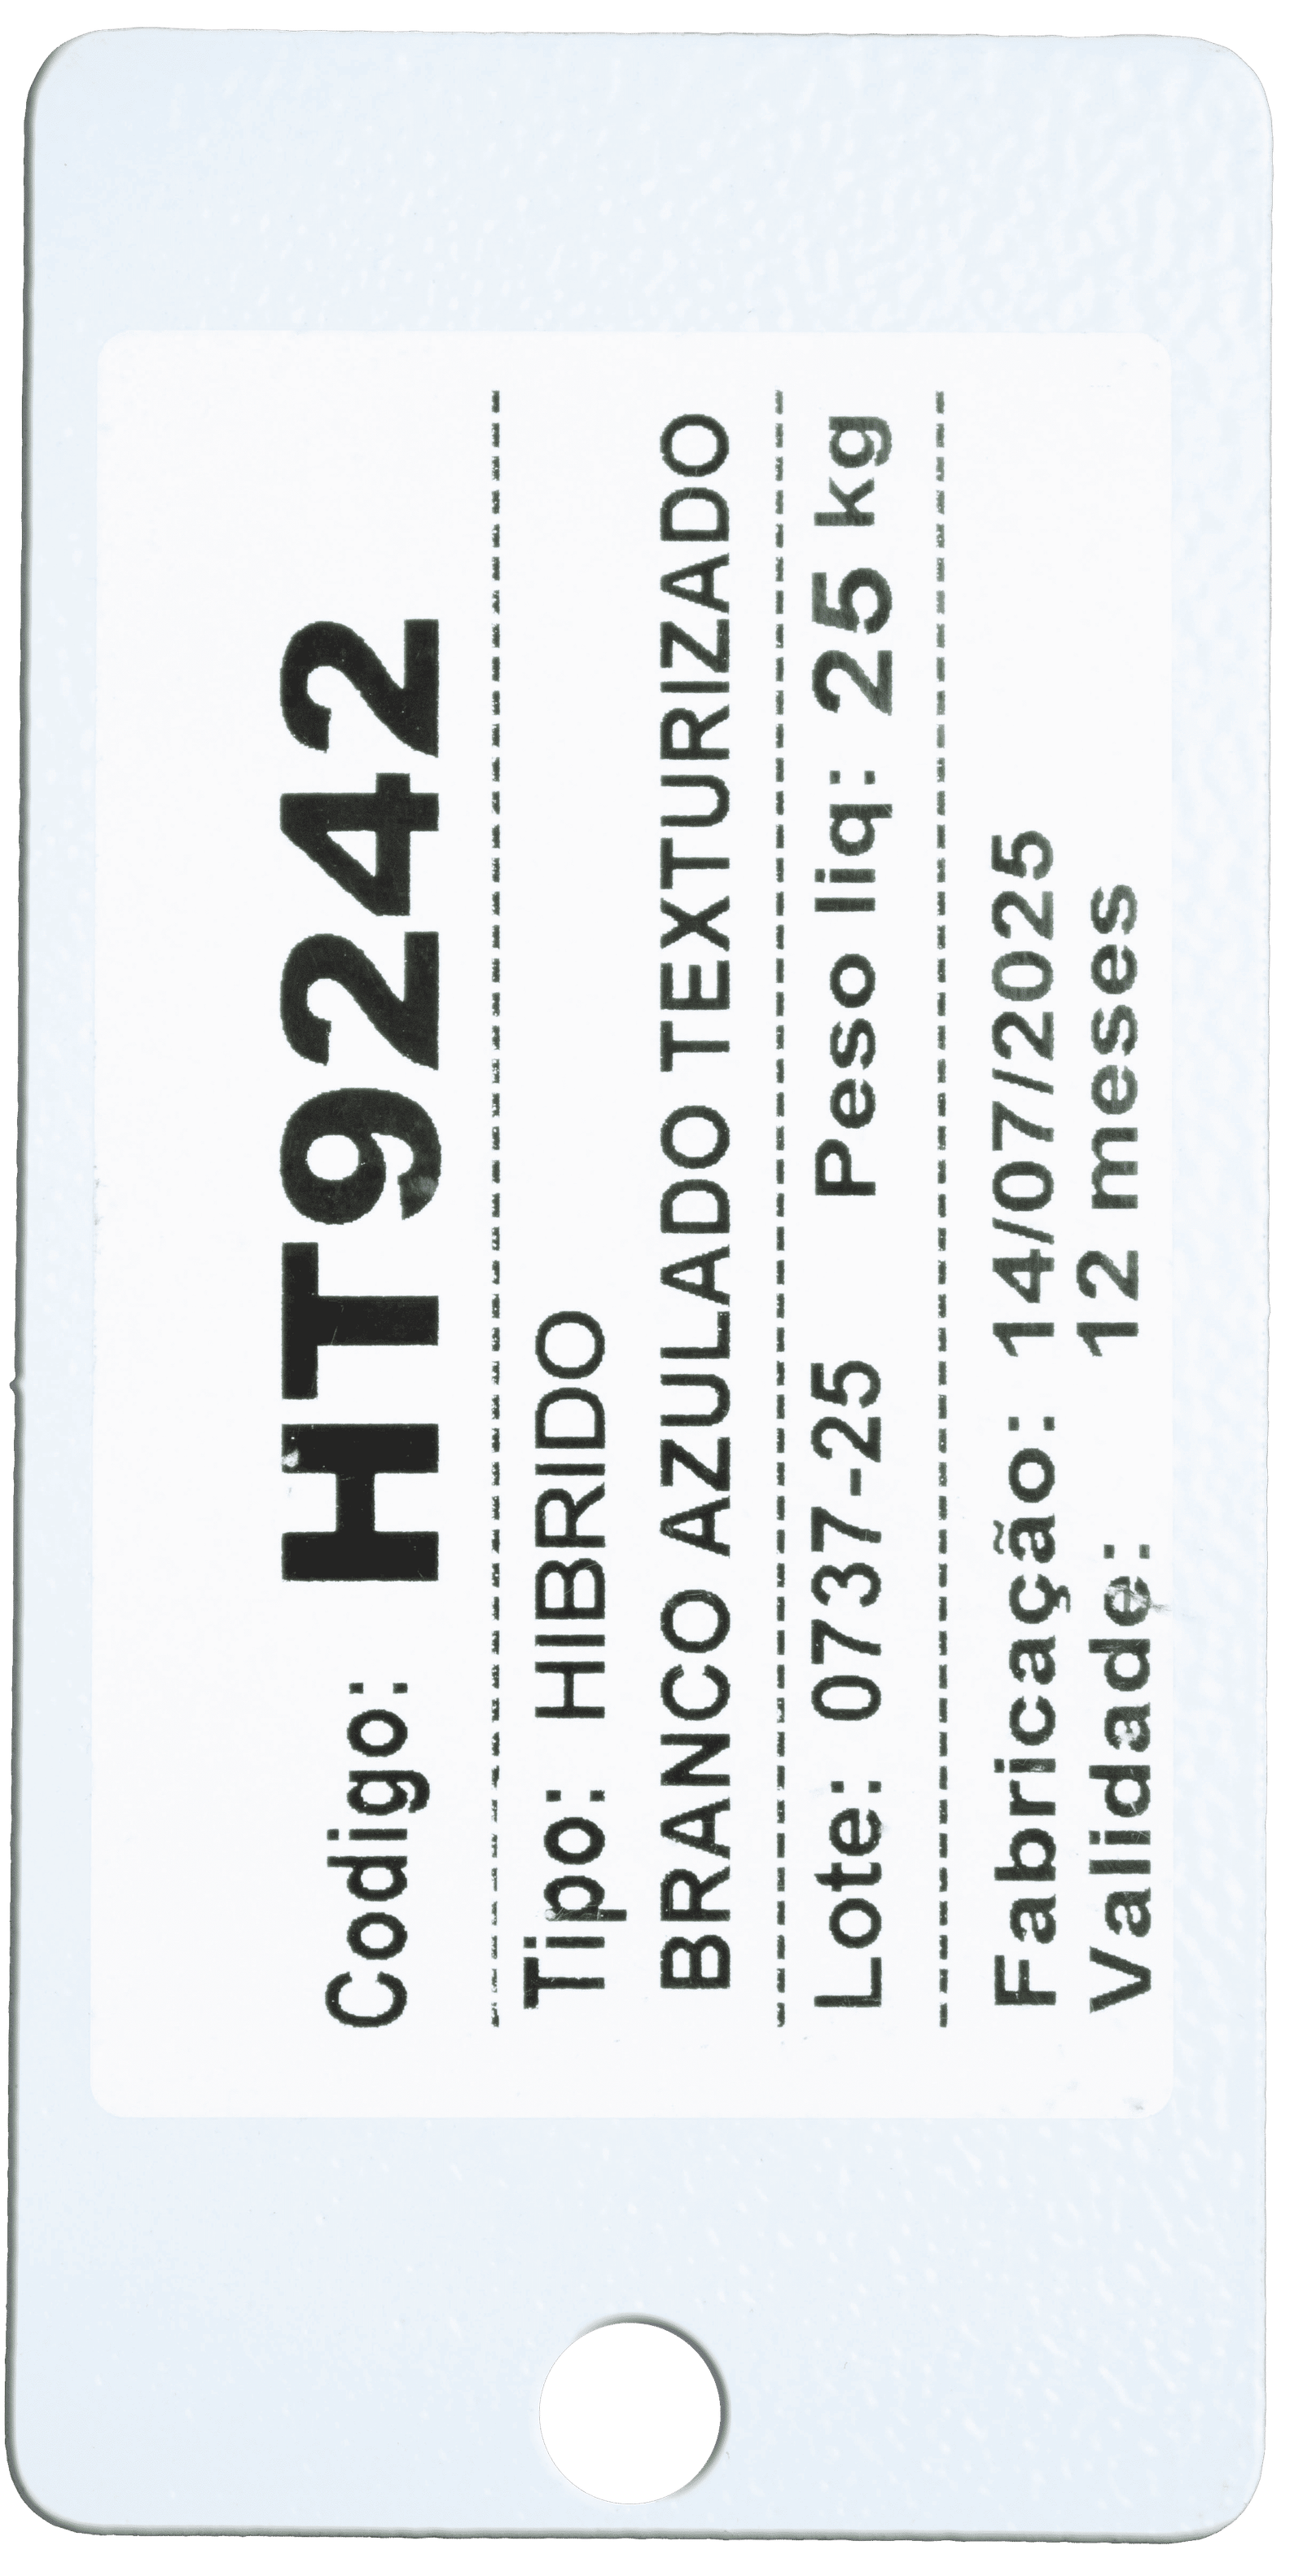 Codigo: HT9242
Tipo: HIBRIDO
BRANCO AZULADO TEXTURIZADO
Lote: 0737-25 Peso liq: 25 kg
Fabricação: 14/07/2025
Validade: 12 meses